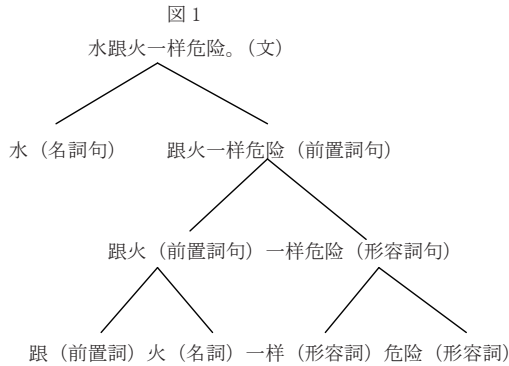 図 1
水跟火一样危险。（文）
水（名詞句） 跟火一样危险（前置詞句）
跟火（前置詞句）一样危险（形容詞句）
跟（前置詞）火（名詞）一样（形容詞）危险（形容詞）